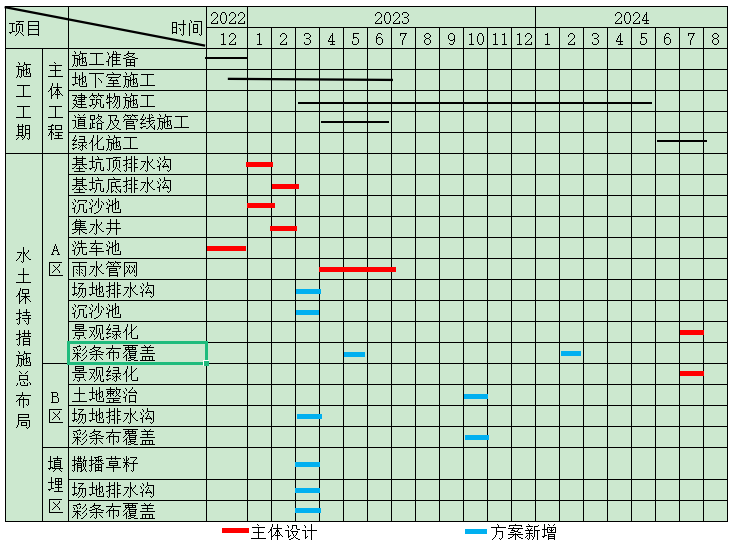 项目 时间 2022 2023 2024
12 1 2 3 4 5 6 7 8 9 10 11 12 1 2 3 4 5 6 7 8
施工工期 主体工程 施工准备
地下室施工
建筑物施工
道路及管线施工
绿化施工
水土保持措施总布局 A区 基坑顶排水沟
基坑底排水沟
沉沙池
集水井
洗车池
雨水管网
场地排水沟
沉沙池
景观绿化
彩条布覆盖
B区 景观绿化
土地整治
场地排水沟
彩条布覆盖
填埋区 撒播草籽
场地排水沟
彩条布覆盖
主体设计 方案新增